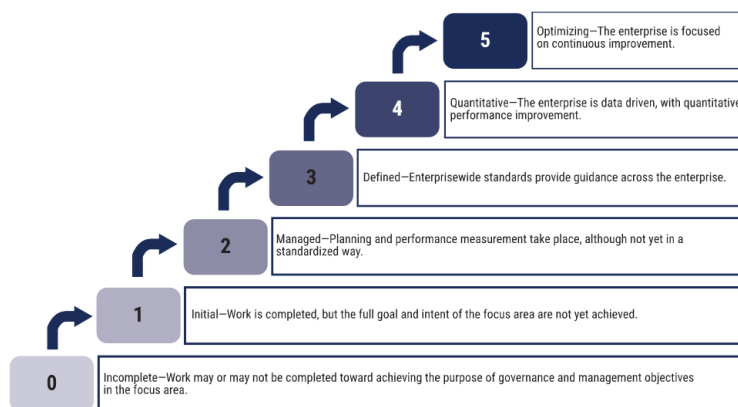 5
Optimizing—The enterprise is focused
on continuous improvement.
4
Quantitative—The enterprise is data driven, with quantitative
performance improvement.
3
Defined—Enterprisewide standards provide guidance across the enterprise.
2
Managed—Planning and performance measurement take place, although not yet in a
standardized way.
1
Initial—Work is completed, but the full goal and intent of the focus area are not yet achieved.
0
Incomplete—Work may or may not be completed toward achieving the purpose of governance and management objectives
in the focus area.